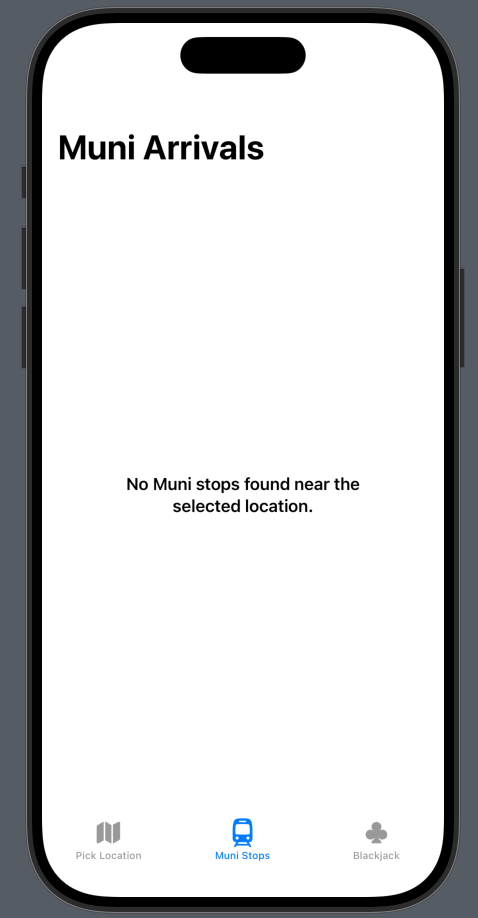 Muni Arrivals
No Muni stops found near the
selected location.
Pick Location
Muni Stops
Blackjack